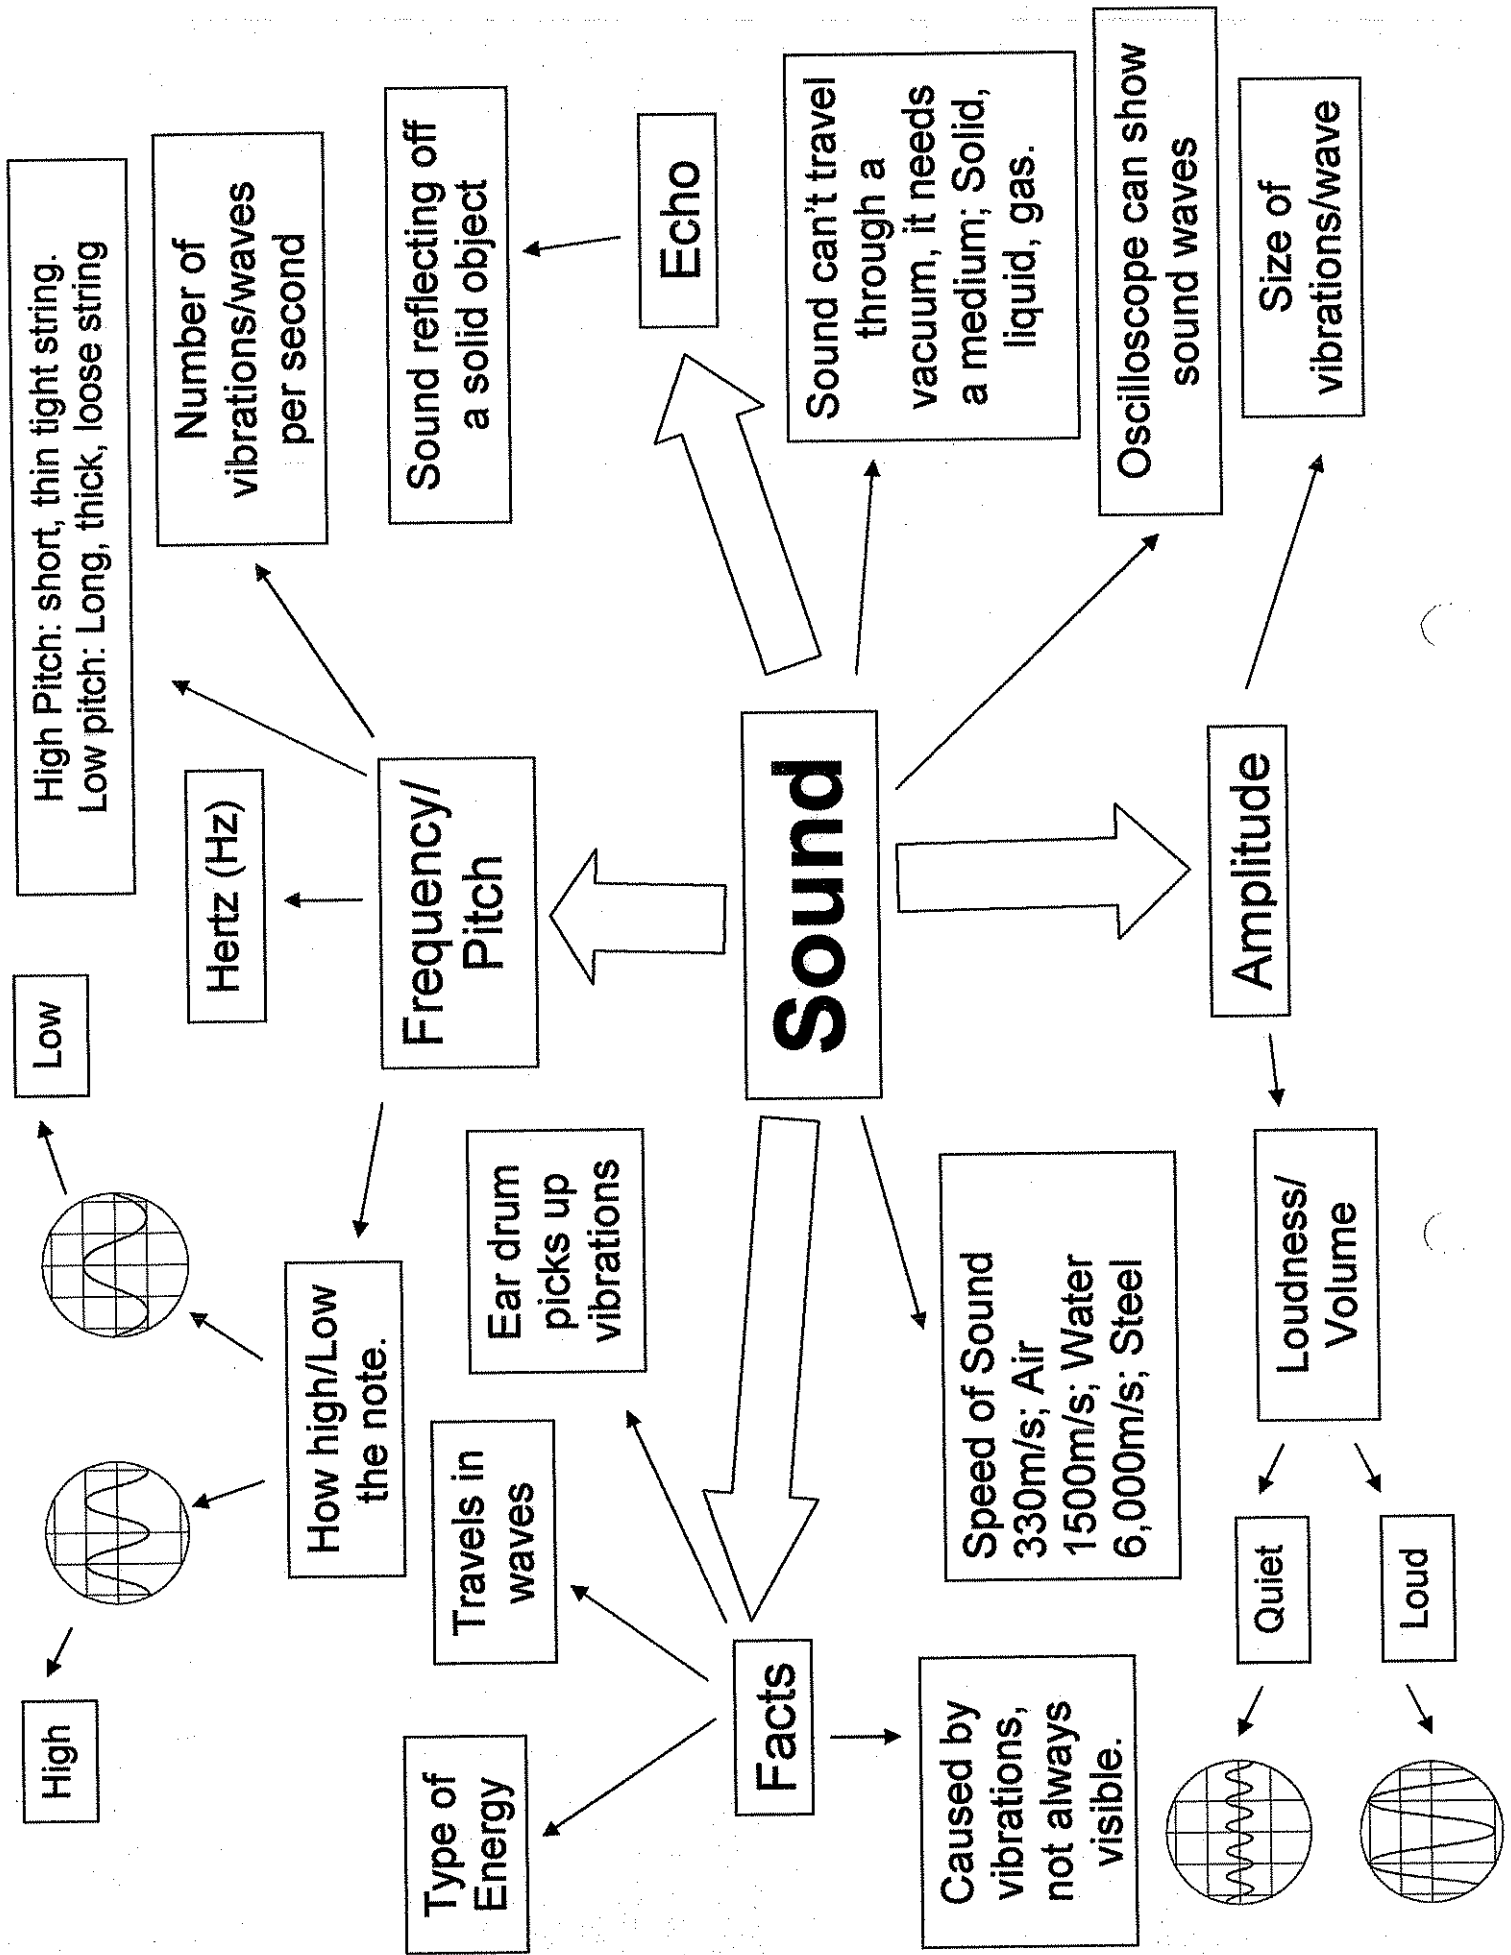 High
Low
High Pitch: short, thin tight string.
Low pitch: Long, thick, loose string
Hertz (Hz)
Number of
vibrations/waves
per second
How high/Low
the note.
Frequency/
Pitch
Sound reflecting off
a solid object
Type of
Energy
Travels in
waves
Ear drum
picks up
vibrations
Echo
Facts
Sound
Sound can't travel
through a
vacuum, it needs
a medium; Solid,
liquid, gas.
Caused by
vibrations,
not always
visible.
Speed of Sound
330m/s; Air
1500m/s; Water
6,000m/s; Steel
Oscilloscope can show
sound waves
Amplitude
Size of
vibrations/wave
Loudness/
Volume
Quiet
Loud